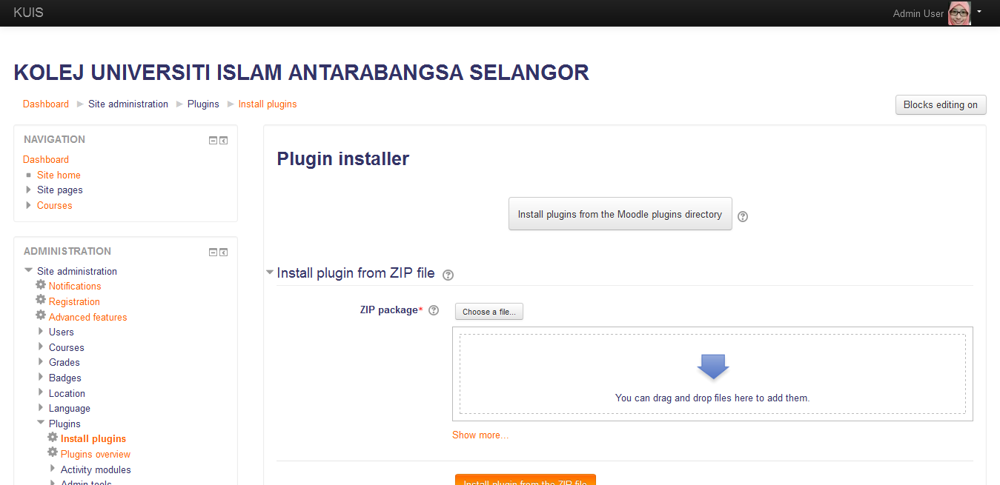 KUIS
Admin User
KOLEJ UNIVERSITI ISLAM ANTARABANGSA SELANGOR
Dashboard Site administration Plugins Install plugins
Blocks editing on
NAVIGATION
Dashboard
Site home
Site pages
Courses
ADMINISTRATION
Site administration
Notifications
Registration
Advanced features
Users
Courses
Grades
Badges
Location
Language
Plugins
Install plugins
Plugins overview
Activity modules
Admin tools
Plugin installer
Install plugins from the Moodle plugins directory
Install plugin from ZIP file
ZIP package*
Choose a file...
You can drag and drop files here to add them.
Show more...
Install plugin from the ZIP file